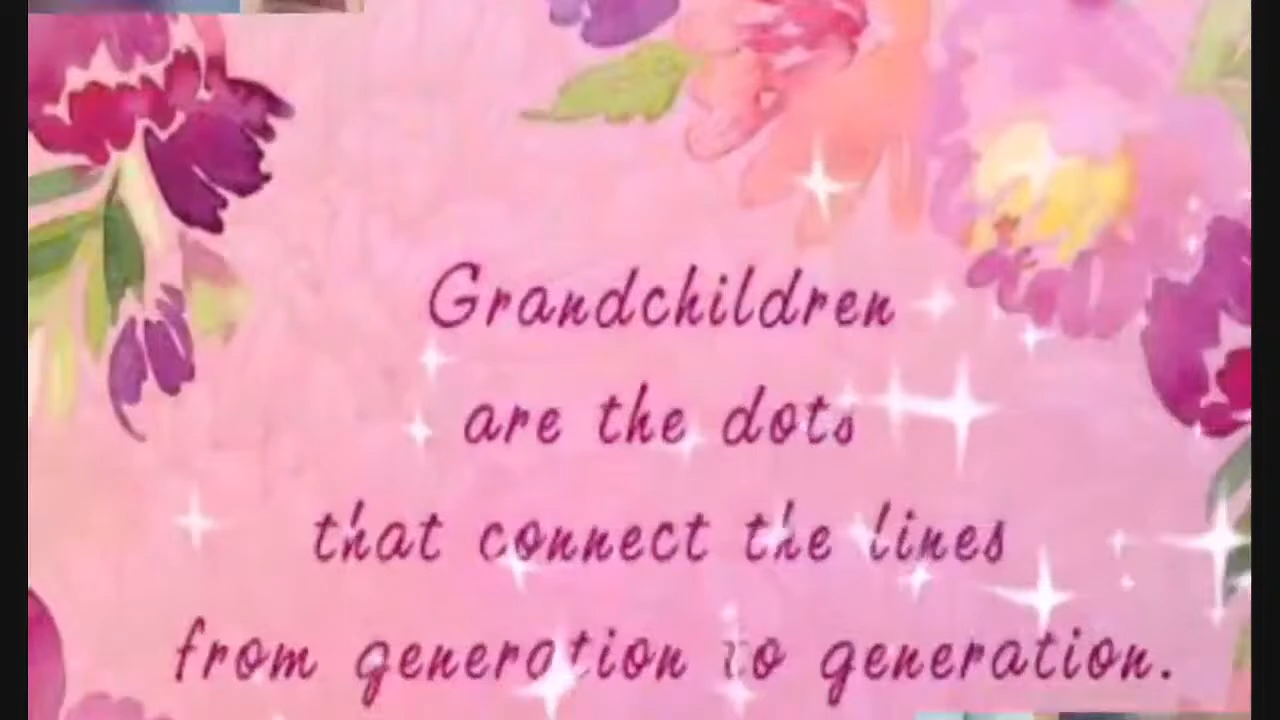 Grandchildren
are the dots
that connect the lines
from generation to generation.